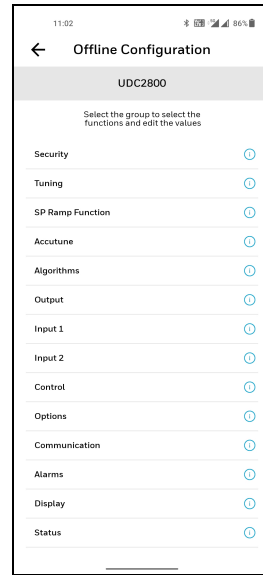 11:02
86%
Offline Configuration
UDC2800
Select the group to select the
functions and edit the values
Security
Tuning
SP Ramp Function
Accutune
Algorithms
Output
Input 1
Input 2
Control
Options
Communication
Alarms
Display
Status